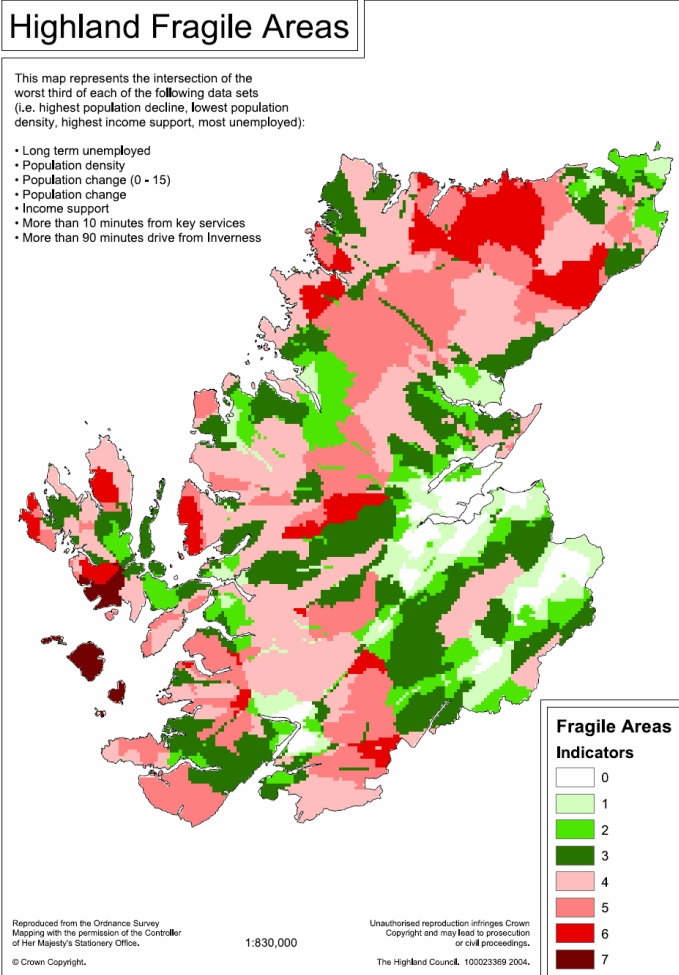 Highland Fragile Areas
This map represents the intersection of the
worst third of each of the following data sets
(i.e. highest population decline, lowest population
density, highest income support, most unemployed):
• Long term unemployed
• Population density
• Population change (0 - 15)
• Population change
• Income support
• More than 10 minutes from key services
• More than 90 minutes drive from Inverness
Fragile Areas
Indicators
0
1
2
3
4
5
6
7
Reproduced from the Ordnance Survey
Mapping with the permission of the Controller
of Her Majesty's Stationery Office.
© Crown Copyright.
1:830,000
Unauthorised reproduction infringes Crown
Copyright and may lead to prosecution
or civil proceedings.
The Highland Council. 100023369 2004.